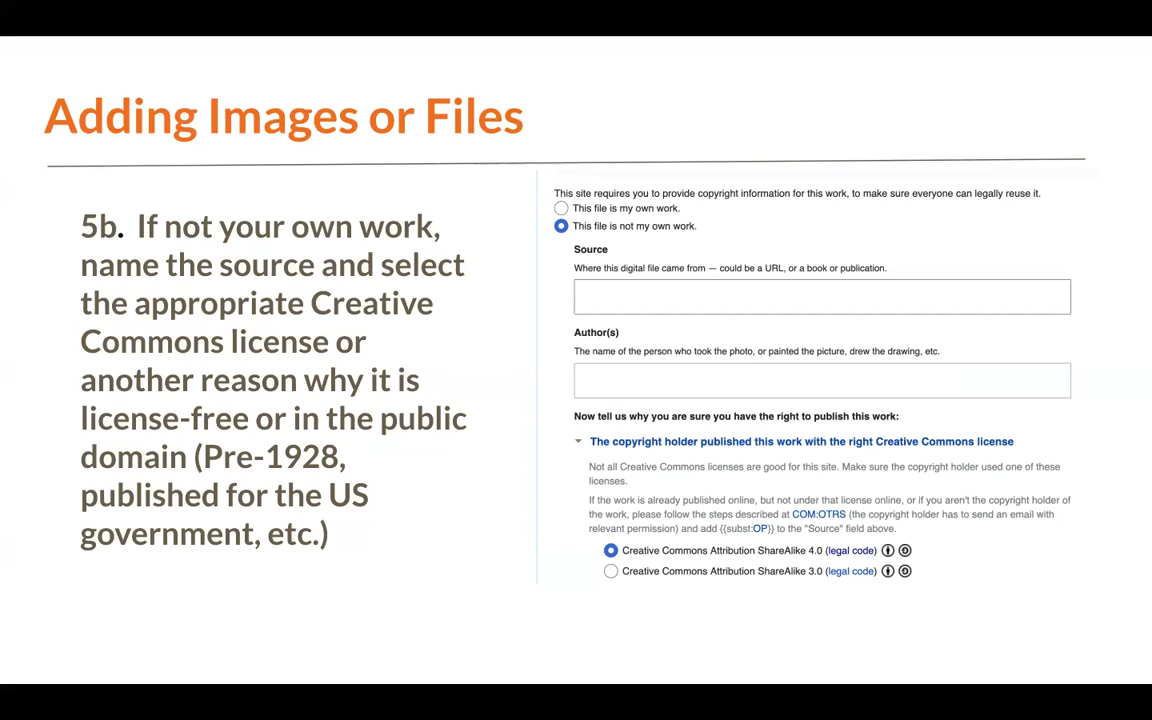 Adding Images or Files
5b. If not your own work,
name the source and select
the appropriate Creative
Commons license or
another reason why it is
license-free or in the public
domain (Pre-1928,
published for the US
government, etc.)
This site requires you to provide copyright information for this work, to make sure everyone can legally reuse it.
This file is my own work.
This file is not my own work.
Source
Where this digital file came from — could be a URL, or a book or publication.
Author(s)
The name of the person who took the photo, or painted the picture, drew the drawing, etc.
Now tell us why you are sure you have the right to publish this work:
The copyright holder published this work with the right Creative Commons license
Not all Creative Commons licenses are good for this site. Make sure the copyright holder used one of these
licenses.
If the work is already published online, but not under that license online, or if you aren't the copyright holder of
the work, please follow the steps described at COM:OTRS (the copyright holder has to send an email with
relevant permission) and add {{subst:OP}} to the "Source" field above.
Creative Commons Attribution ShareAlike 4.0 (legal code)
Creative Commons Attribution ShareAlike 3.0 (legal code)